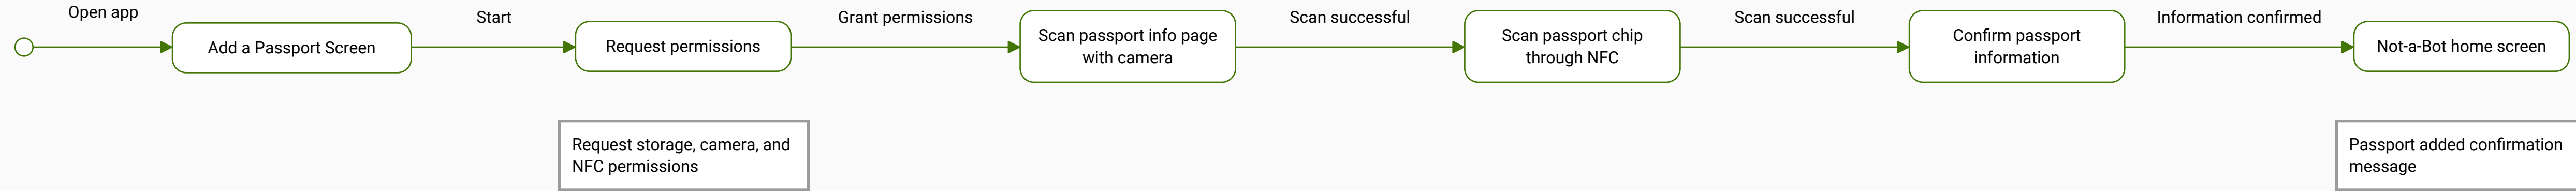 Open app
Add a Passport Screen
Start
Request permissions
Grant permissions
Scan passport info page
with camera
Scan successful
Scan passport chip
through NFC
Scan successful
Confirm passport
information
Information confirmed
Not-a-Bot home screen
Request storage, camera, and
NFC permissions
Passport added confirmation
message